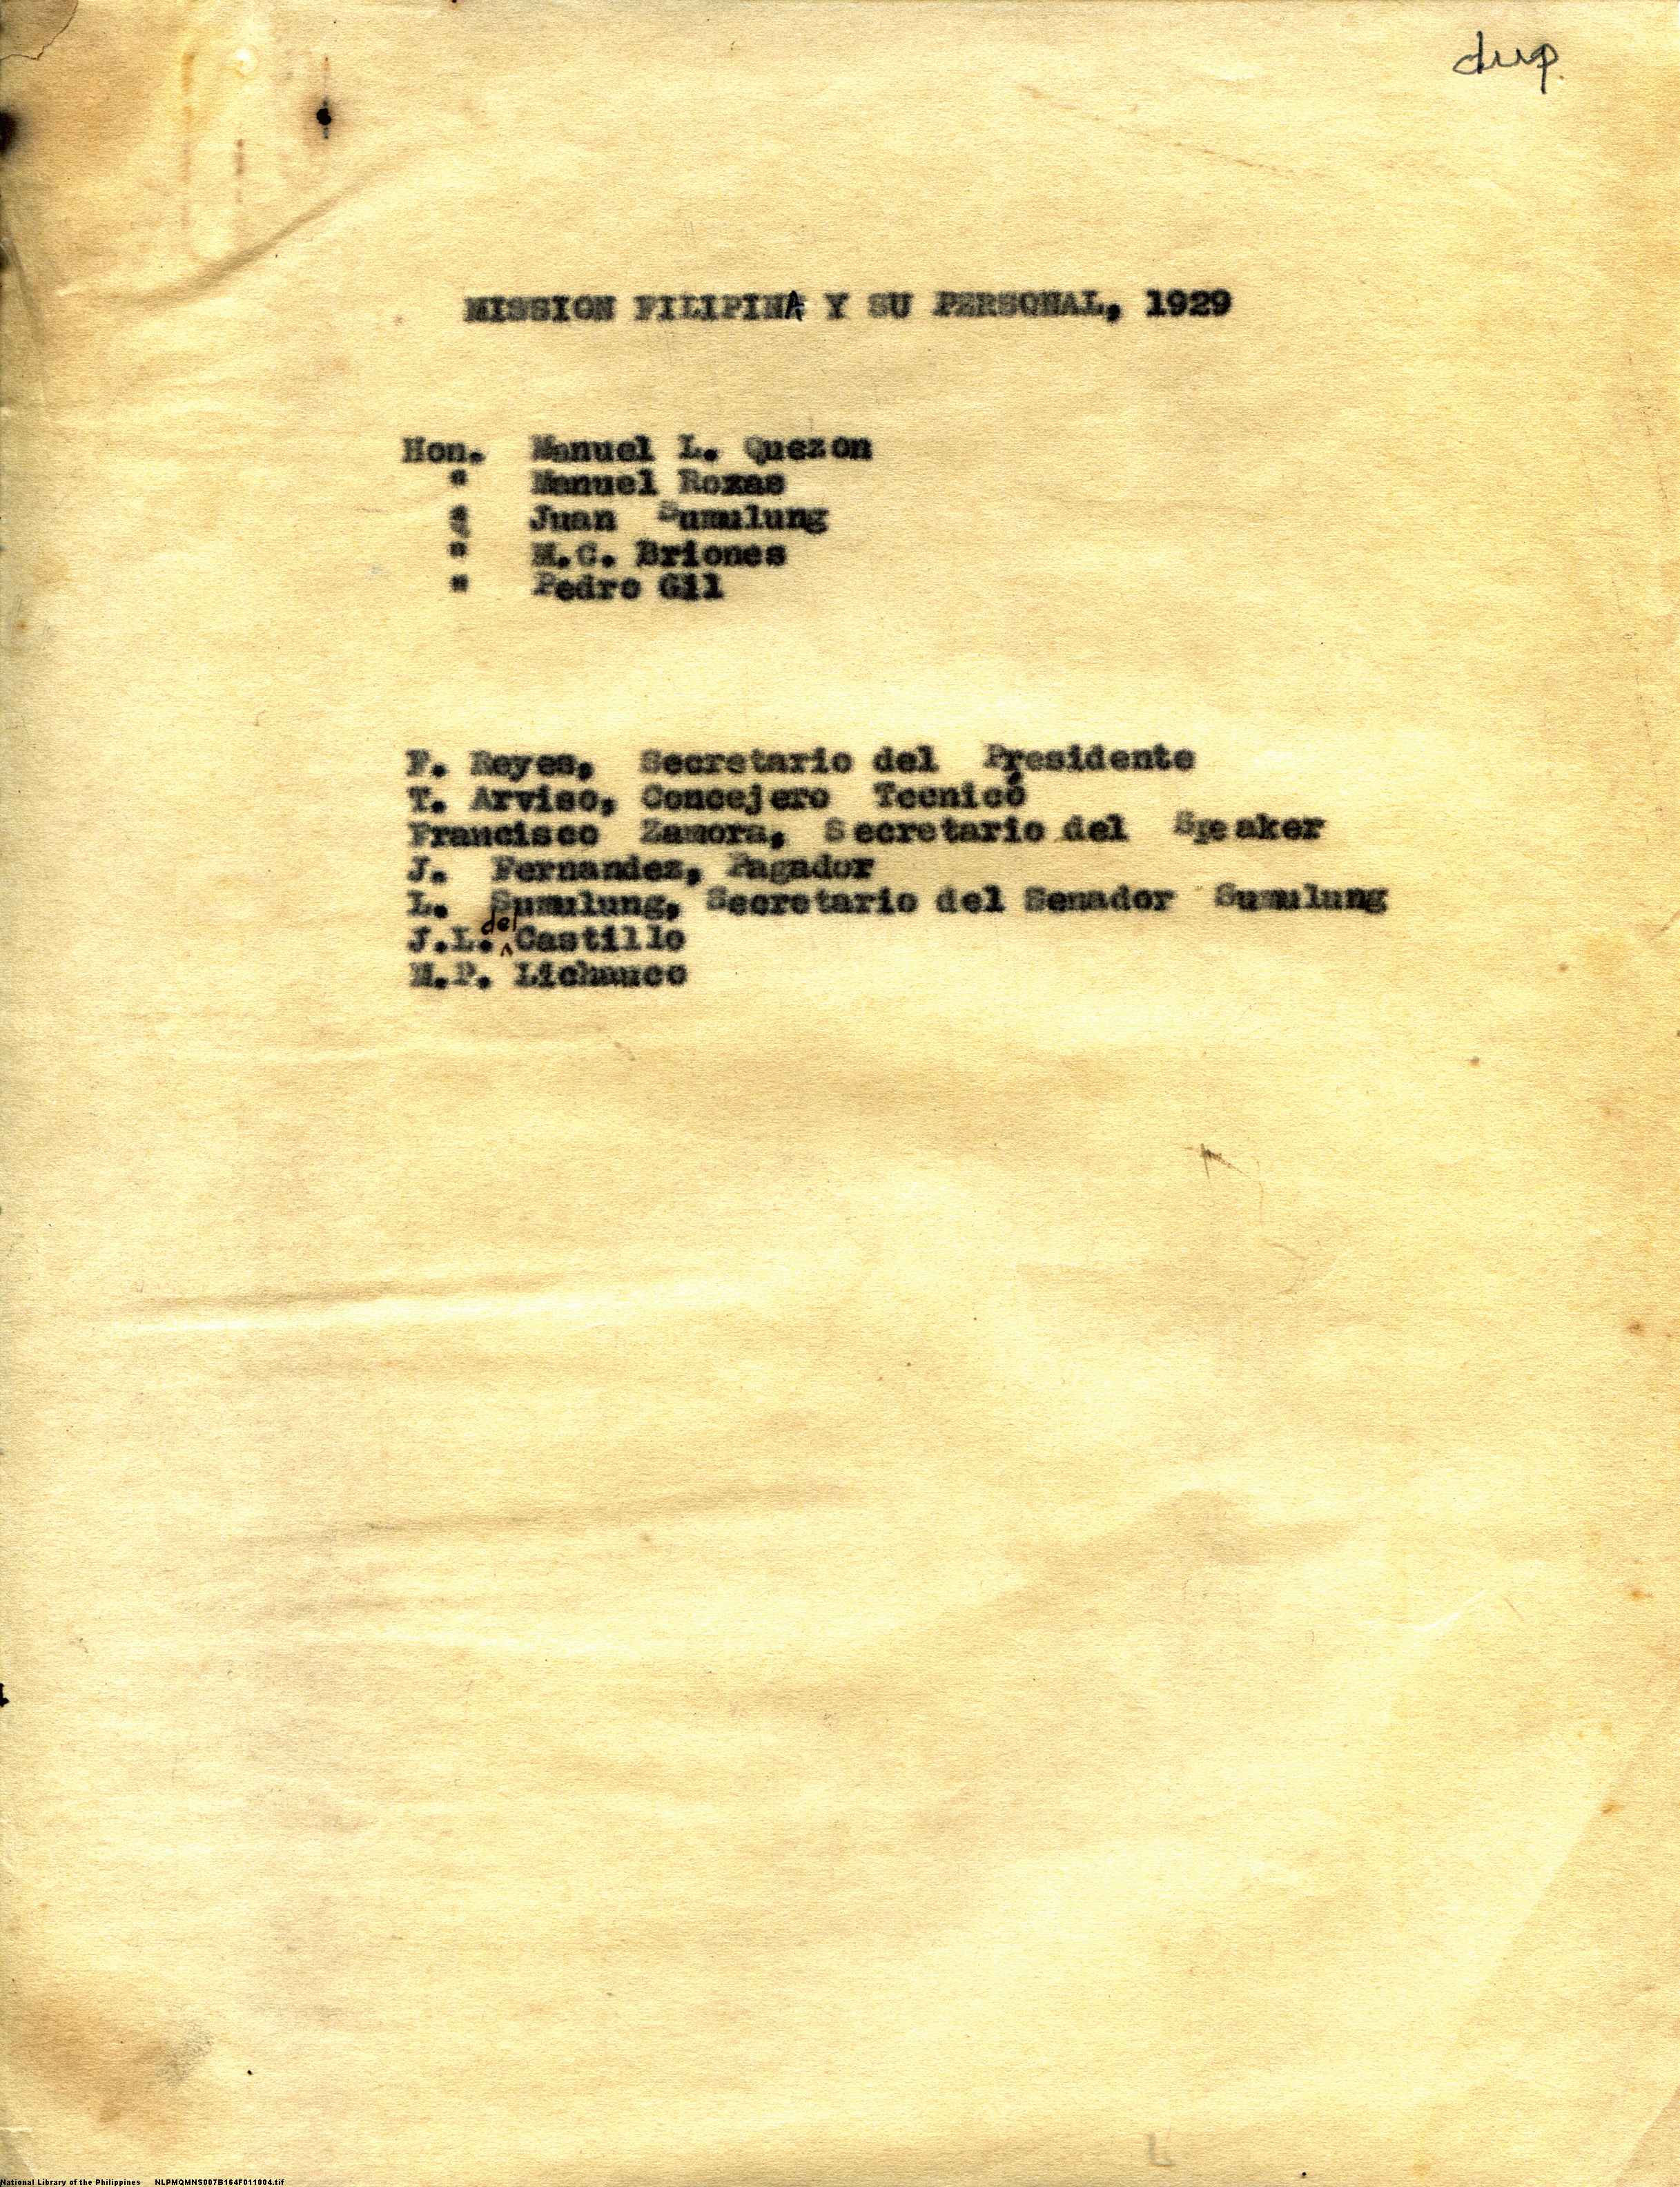 dup.
MISSION FILIPINA Y SU PERSONAL, 1929
Hon. Manuel L. Quezon
" Manuel Roxas
" Juan Sumulung
" M.C. Briones
" Pedro Gil
F. Reyes, Secretario del Presidente
T. Arviso, Concejero Tecnico
Francisco Zamora, Secretario del Speaker
J. Fernandez, Pagador
L. Sumulung, Secretario del Senador Sumulung
J.L. del Castillo
M.P. Lichauco
National Library of the Philippines NLPMQMNS007B164F011004.tif